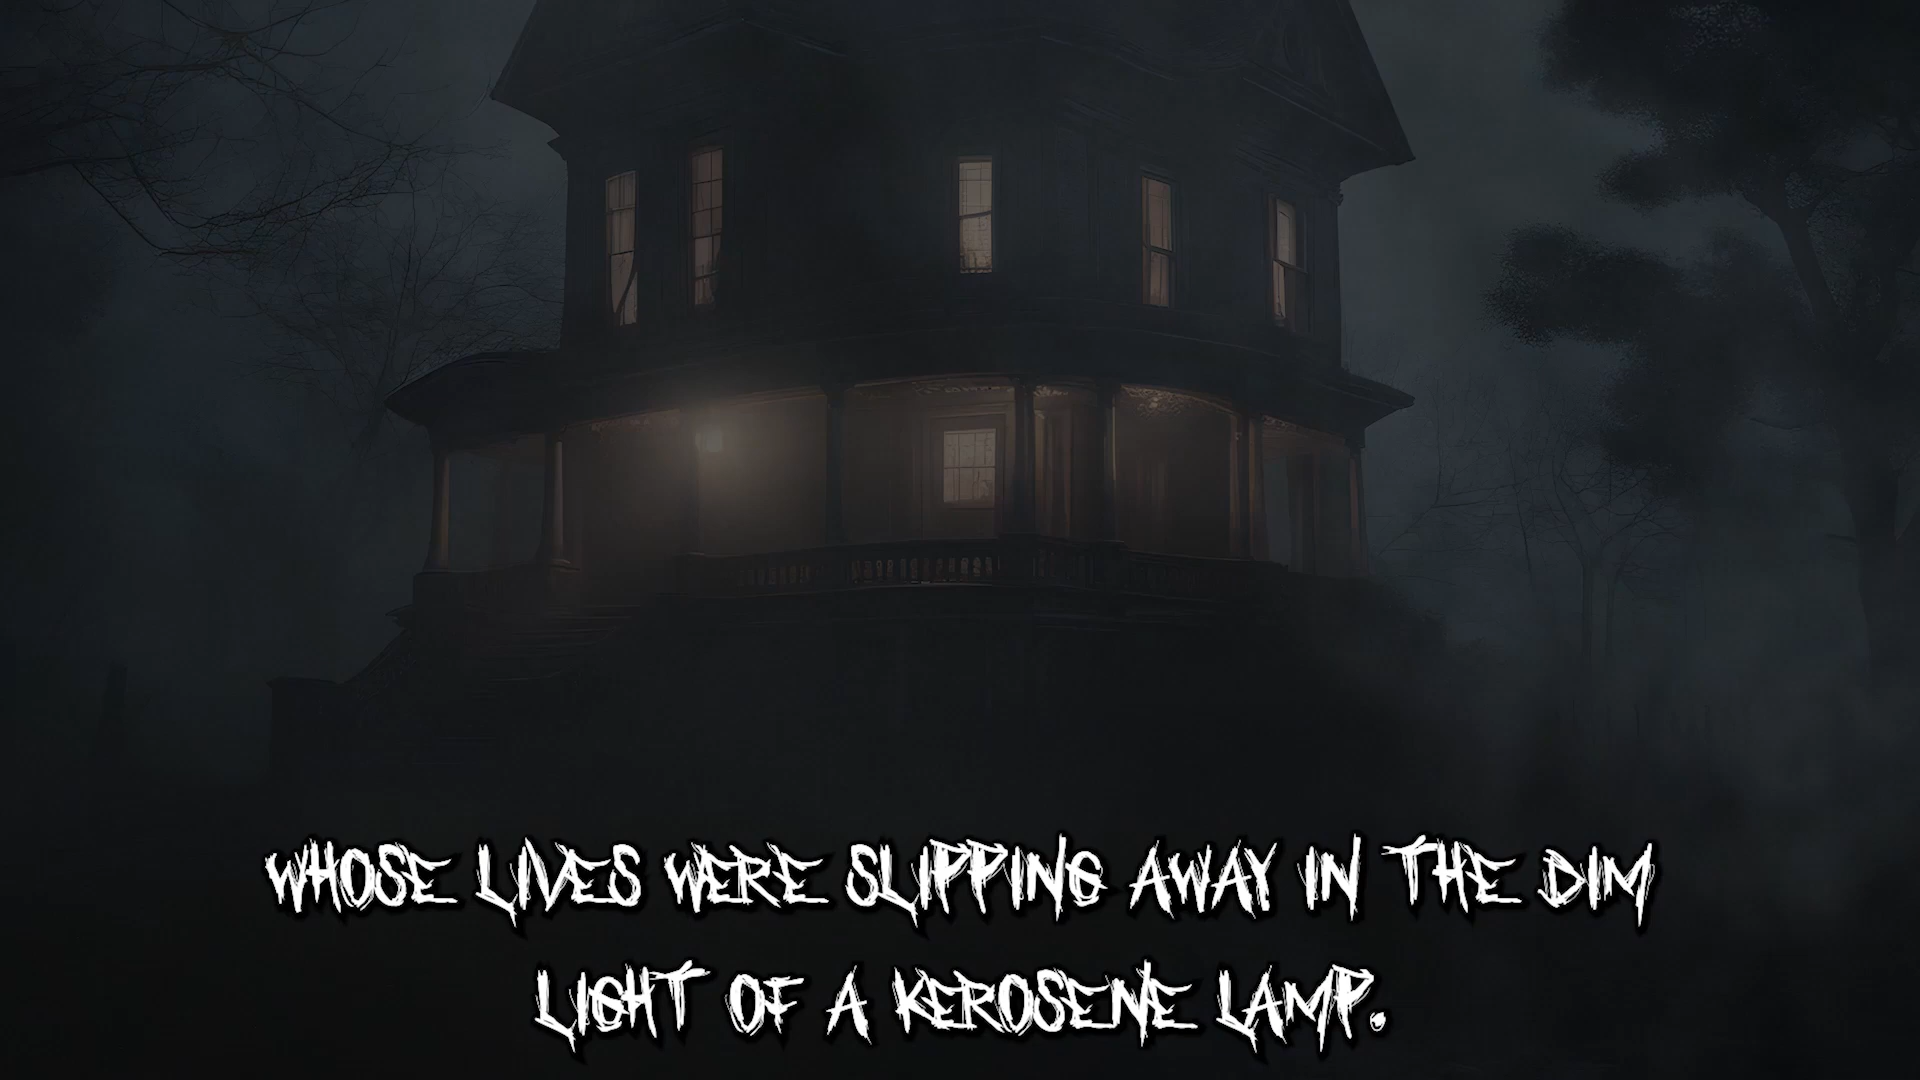 WHOSE LIVES WERE SLIPPING AWAY IN THE DIM
LIGHT OF A KEROSENE LAMP.